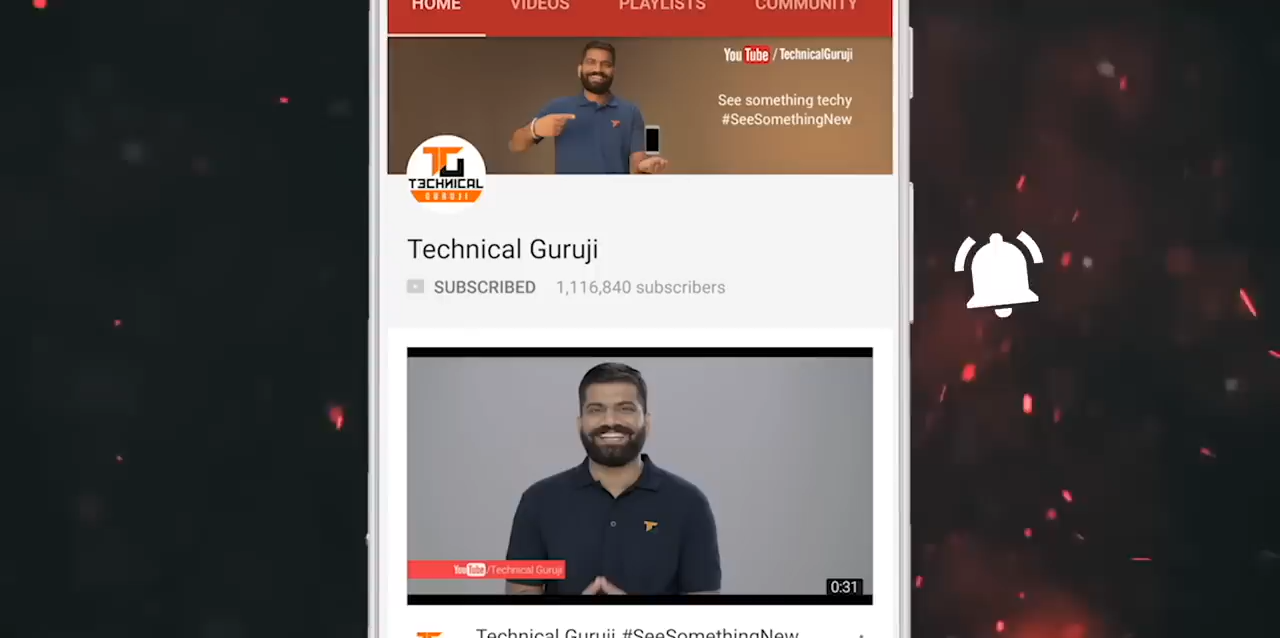 HOME VIDEOS PLAYLISTS COMMUNITY
YouTube /TechnicalGuruji
See something techy
#SeeSomethingNew
TG
TECHNICAL
GURUJI
Technical Guruji
SUBSCRIBED 1,116,840 subscribers
YouTube/Technical Guruji
0:31
Technical Guruji #SeeSomethingNew